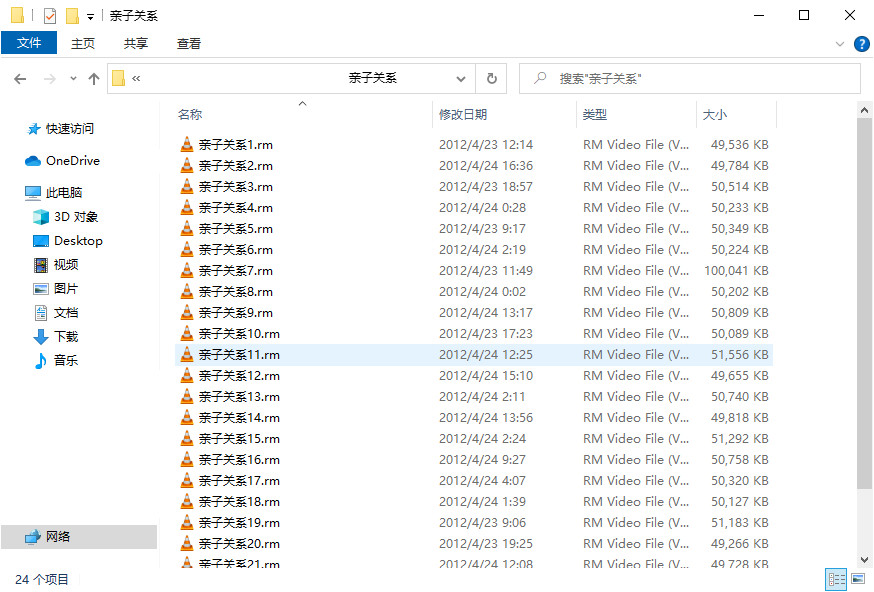 亲子关系
文件 主页 共享 查看
« 亲子关系 搜索"亲子关系"
名称 修改日期 类型 大小
快速访问
OneDrive
此电脑
3D 对象
Desktop
视频
图片
文档
下载
音乐
网络
亲子关系1.rm 2012/4/23 12:14 RM Video File (V... 49,536 KB
亲子关系2.rm 2012/4/24 16:36 RM Video File (V... 49,784 KB
亲子关系3.rm 2012/4/23 18:57 RM Video File (V... 50,514 KB
亲子关系4.rm 2012/4/24 0:28 RM Video File (V... 50,233 KB
亲子关系5.rm 2012/4/23 9:17 RM Video File (V... 50,349 KB
亲子关系6.rm 2012/4/24 2:19 RM Video File (V... 50,224 KB
亲子关系7.rm 2012/4/23 11:49 RM Video File (V... 100,041 KB
亲子关系8.rm 2012/4/24 0:02 RM Video File (V... 50,202 KB
亲子关系9.rm 2012/4/24 13:17 RM Video File (V... 50,809 KB
亲子关系10.rm 2012/4/23 17:23 RM Video File (V... 50,089 KB
亲子关系11.rm 2012/4/24 12:25 RM Video File (V... 51,556 KB
亲子关系12.rm 2012/4/24 15:10 RM Video File (V... 49,655 KB
亲子关系13.rm 2012/4/24 2:11 RM Video File (V... 50,740 KB
亲子关系14.rm 2012/4/24 13:56 RM Video File (V... 49,818 KB
亲子关系15.rm 2012/4/24 2:24 RM Video File (V... 51,292 KB
亲子关系16.rm 2012/4/24 9:27 RM Video File (V... 50,758 KB
亲子关系17.rm 2012/4/24 4:07 RM Video File (V... 50,320 KB
亲子关系18.rm 2012/4/24 1:39 RM Video File (V... 50,127 KB
亲子关系19.rm 2012/4/23 9:06 RM Video File (V... 51,183 KB
亲子关系20.rm 2012/4/23 19:25 RM Video File (V... 49,266 KB
亲子关系21.rm 2012/4/24 12:08 RM Video File (V... 49,728 KB
24 个项目